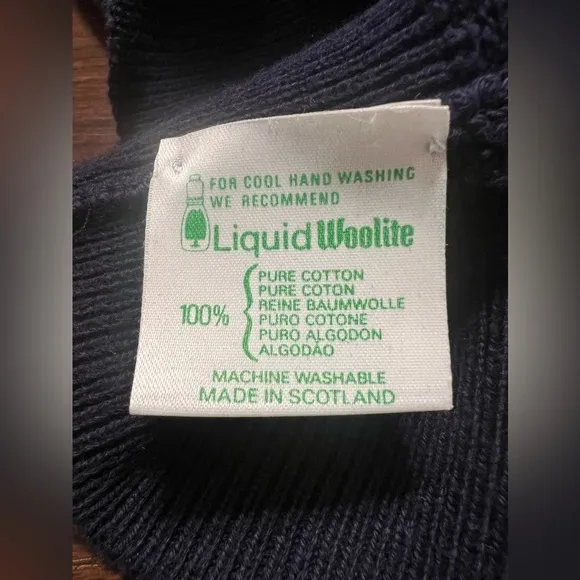 FOR COOL HAND WASHING
WE RECOMMEND
Liquid Woolite
100%
PURE COTTON
PURE COTON
REINE BAUMWOLLE
PURO COTONE
PURO ALGODON
ALGODÃO
MACHINE WASHABLE
MADE IN SCOTLAND